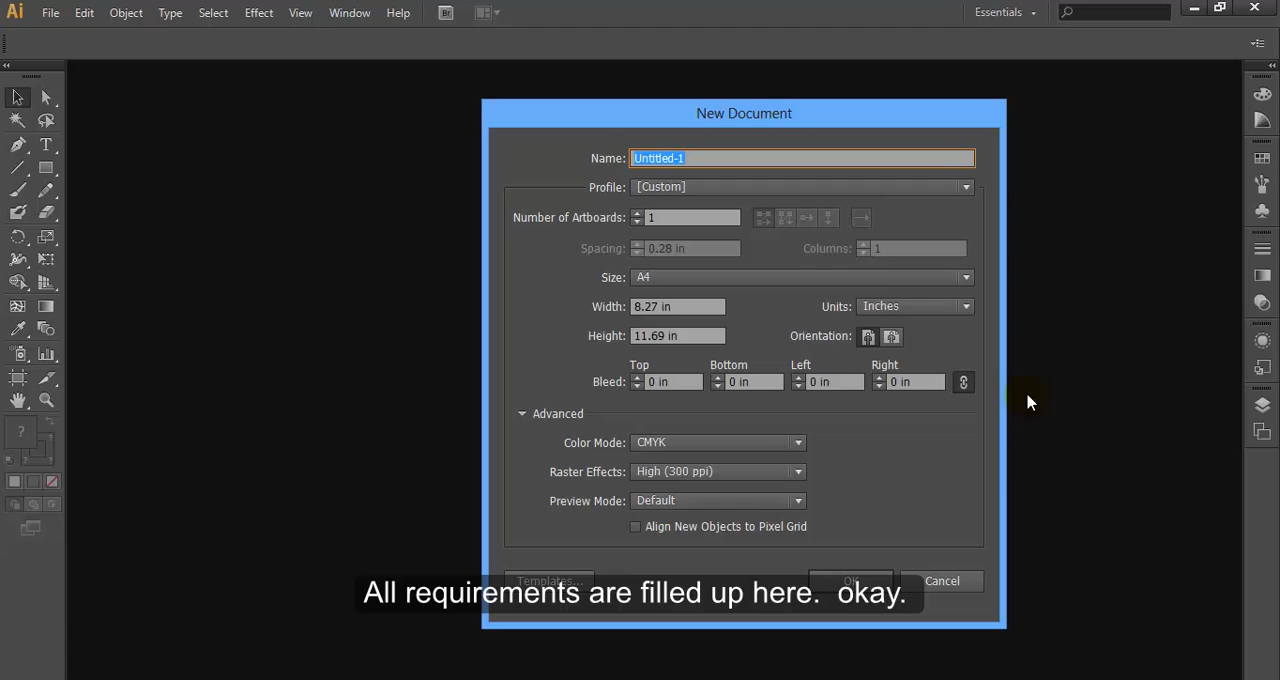 Ai File Edit Object Type Select Effect View Window Help Br Essentials
New Document
Name: Untitled-1
Profile: [Custom]
Number of Artboards: 1
Spacing: 0.28 in Columns: 1
Size: A4
Width: 8.27 in Units: Inches
Height: 11.69 in Orientation:
Top Bottom Left Right
Bleed: 0 in 0 in 0 in 0 in
Advanced
Color Mode: CMYK
Raster Effects: High (300 ppi)
Preview Mode: Default
Align New Objects to Pixel Grid
Templates... OK Cancel
All requirements are filled up here. okay.
?